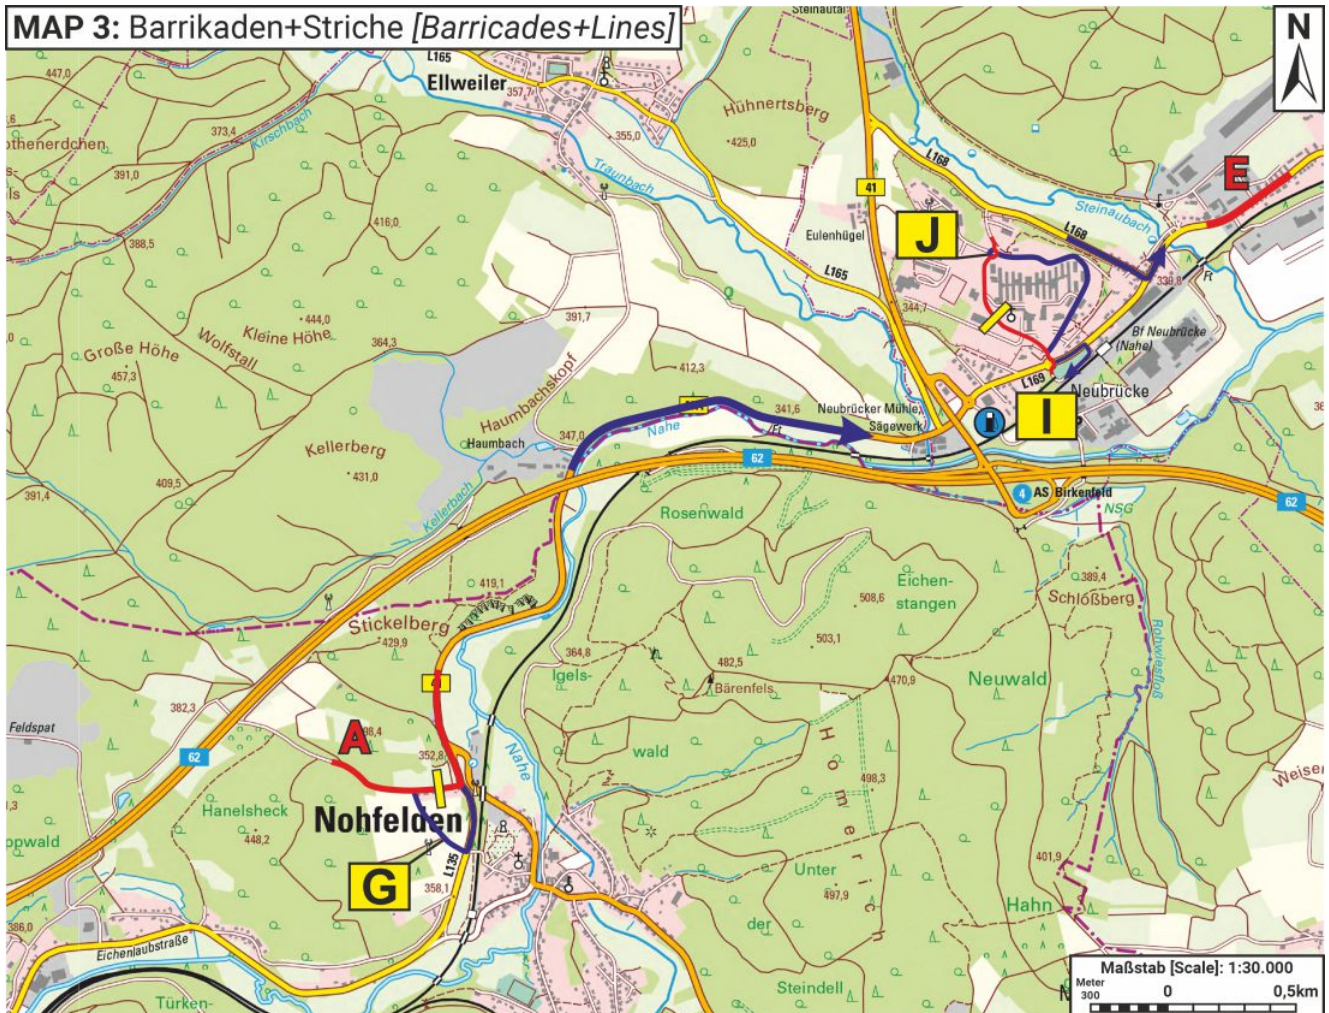 MAP 3: Barrikaden+Striche [Barricades+Lines]
N
Steinautal
L165
Ellweiler
357,7
447,0
373,4
Kirschbach
391,0
388,5
355,0
Hühnertsberg
425,0
Traunbach
L168
41
E
Steinaubach
416,0
Eulenhügel
J
L168
L165
339,8
Ft
344,7
Bf Neubrücke
(Nahe)
444,0
Kleine Höhe
Wolfstall
Große Höhe
457,3
364,3
391,7
412,3
Haumbachskopf
L169
Neubrücke
I
341,6
Neubrücker Mühle,
Sägewerk
Nahe
Kellerberg
431,0
347,0
Haumbach
409,5
391,4
Kellerbach
62
4
AS Birkenfeld
62
NSG
Rosenwald
419,1
Eichen-
stangen
508,6
389,4
Schloßberg
Stickelberg
429,9
503,1
364,8
Igels-
482,5
Bärenfels
470,9
Neuwald
Rohwiesfloß
382,3
Feldspat
A
352,8
62
Nahe
wald
Homerich
498,3
Hanelsheck
448,2
Nohfelden
G
L135
358,1
401,9
Unter
497,9
der
Hahn
386,0
Eichenlaubstraße
Türken-
Steindell
Maßstab [Scale]: 1:30.000
Meter
300 0 0,5km